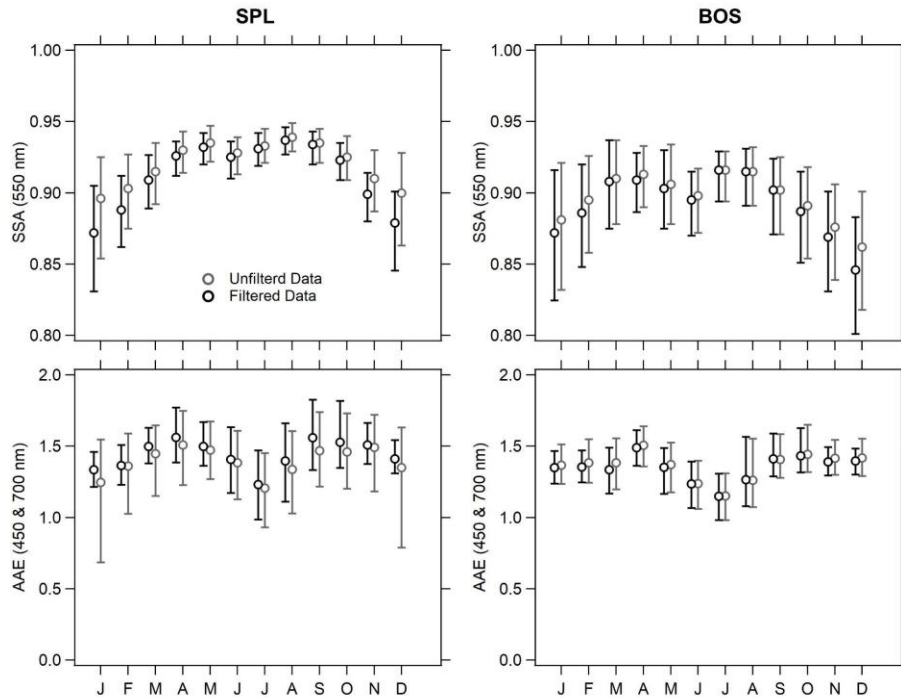 SPL
BOS
1.00
0.95
0.90
0.85
0.80
SSA (550 nm)
Unfilterd Data
Filtered Data
1.00
0.95
0.90
0.85
0.80
SSA (550 nm)
2.0
1.5
1.0
0.5
0.0
AAE (450 & 700 nm)
J F M A M J J A S O N D
2.0
1.5
1.0
0.5
0.0
AAE (450 & 700 nm)
J F M A M J J A S O N D